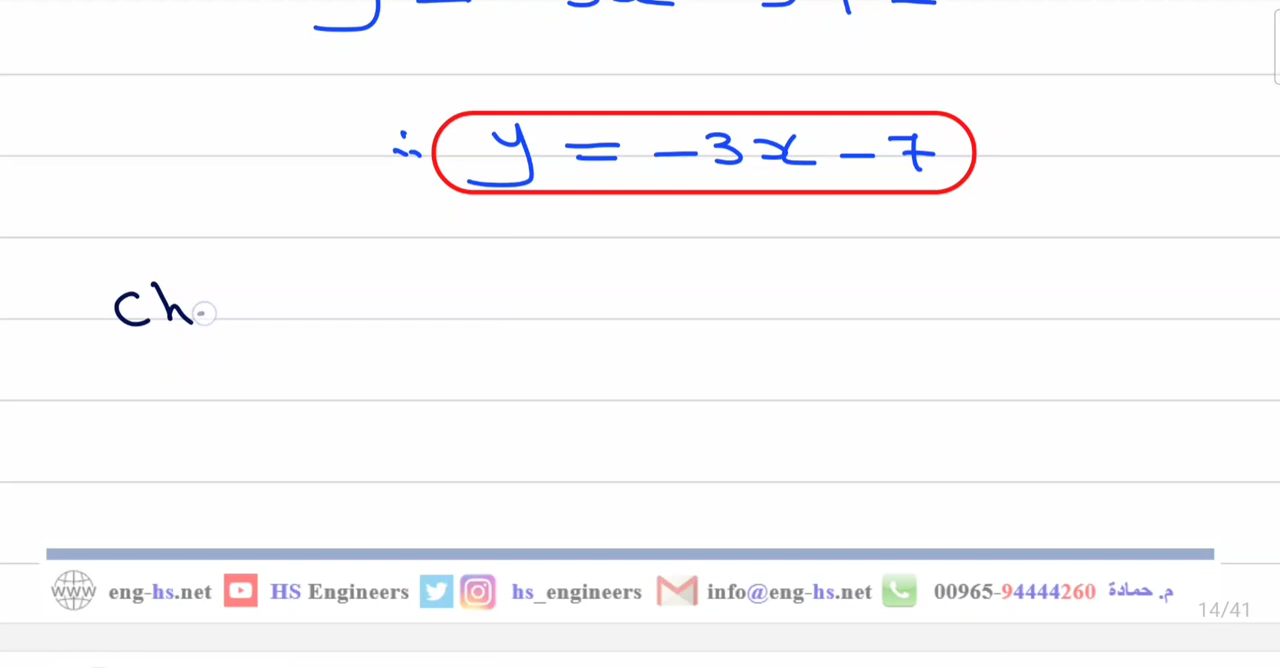 ∴ y = -3x - 7
ch
www eng-hs.net HS Engineers hs_engineers info@eng-hs.net 00965-94444260 م. حمادة
14/41